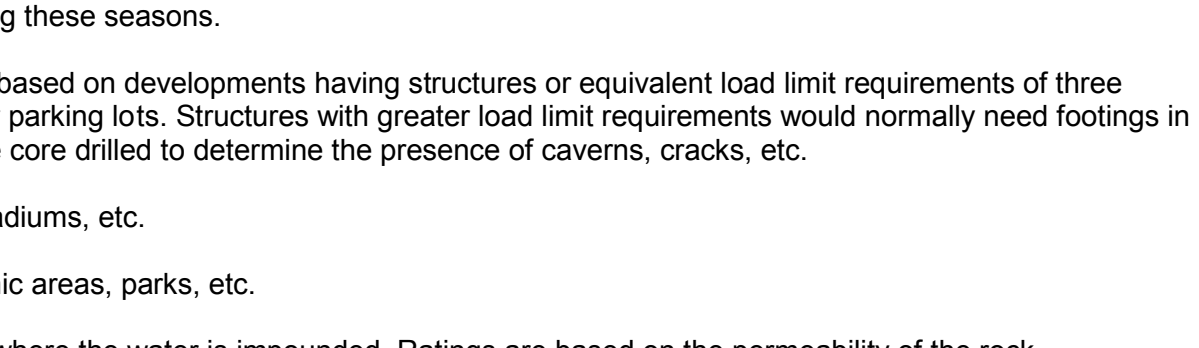 g these seasons.
based on developments having structures or equivalent load limit requirements of three
parking lots. Structures with greater load limit requirements would normally need footings in
core drilled to determine the presence of caverns, cracks, etc.
adiums, etc.
nic areas, parks, etc.
where the water is impounded. Ratings are based on the permeability of the rock